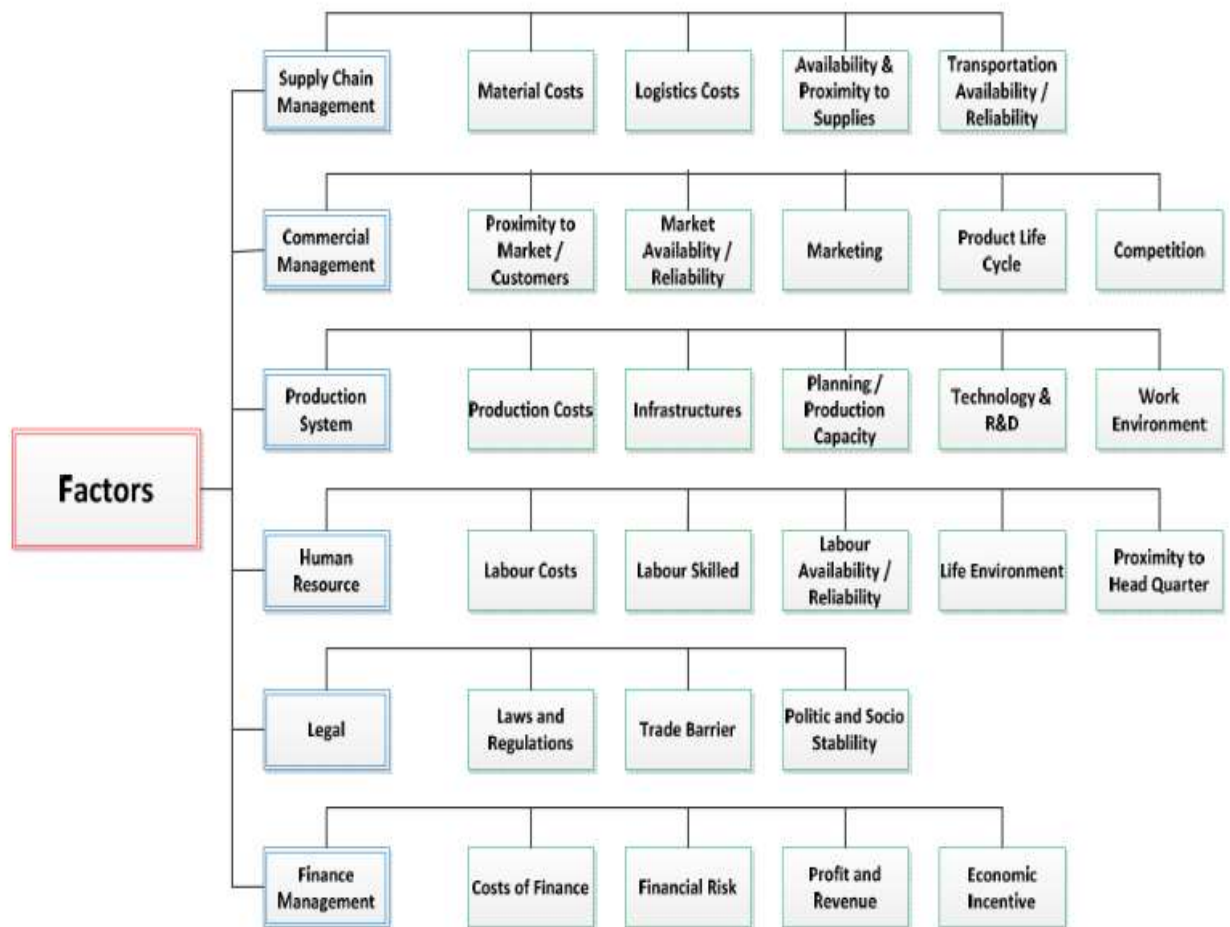 Supply Chain
Management
Material Costs
Logistics Costs
Availability &
Proximity to
Supplies
Transportation
Availability /
Reliability
Commercial
Management
Proximity to
Market /
Customers
Market
Availablity /
Reliability
Marketing
Product Life
Cycle
Competition
Production
System
Production Costs
Infrastructures
Planning /
Production
Capacity
Technology &
R&D
Work
Environment
Factors
Human
Resource
Labour Costs
Labour Skilled
Labour
Availability /
Reliability
Life Environment
Proximity to
Head Quarter
Legal
Laws and
Regulations
Trade Barrier
Politic and Socio
Stablility
Finance
Management
Costs of Finance
Financial Risk
Profit and
Revenue
Economic
Incentive